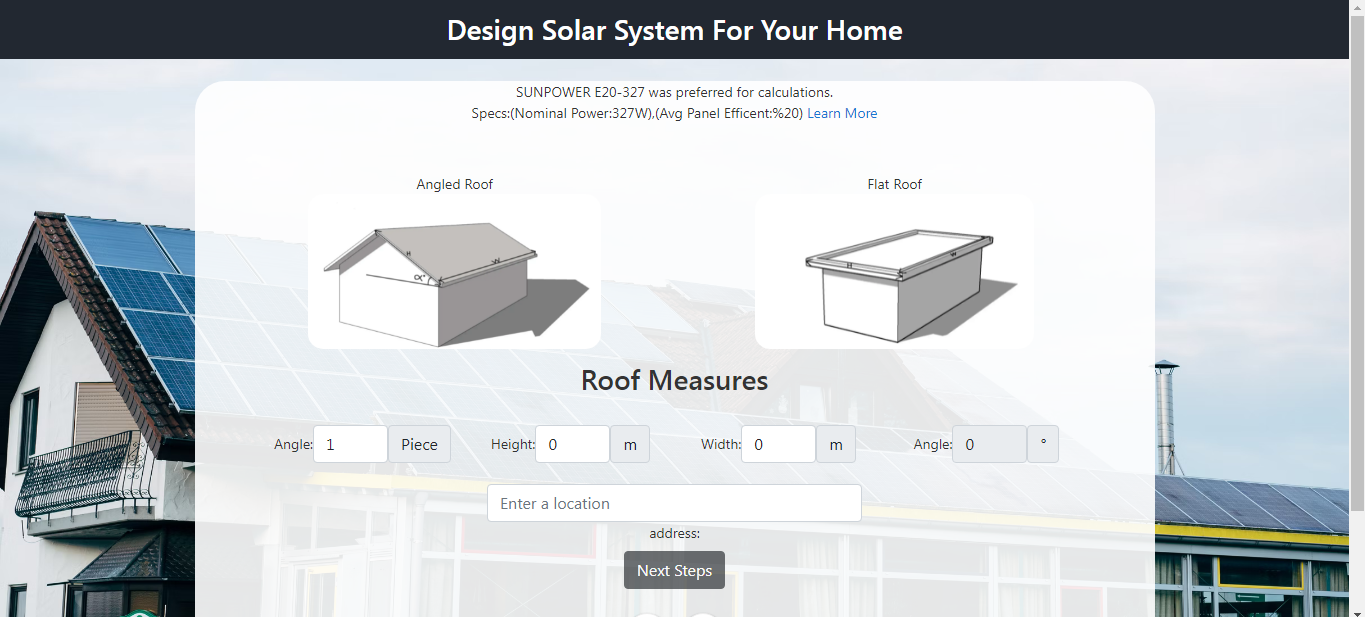 Design Solar System For Your Home
SUNPOWER E20-327 was preferred for calculations.
Specs:(Nominal Power:327W),(Avg Panel Efficent:%20) Learn More
Angled Roof Flat Roof
H W α°
H W
Roof Measures
Angle: 1 Piece Height: 0 m Width: 0 m Angle: 0 °
Enter a location
address:
Next Steps